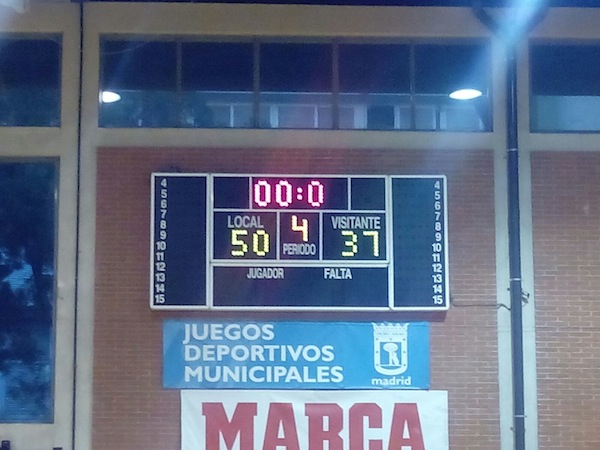 00:0
LOCAL 4 VISITANTE
50 PERIODO 37
JUGADOR FALTA
4 4
5 5
6 6
7 7
8 8
9 9
10 10
11 11
12 12
13 13
14 14
15 15
JUEGOS
DEPORTIVOS
MUNICIPALES
madrid
MARCA